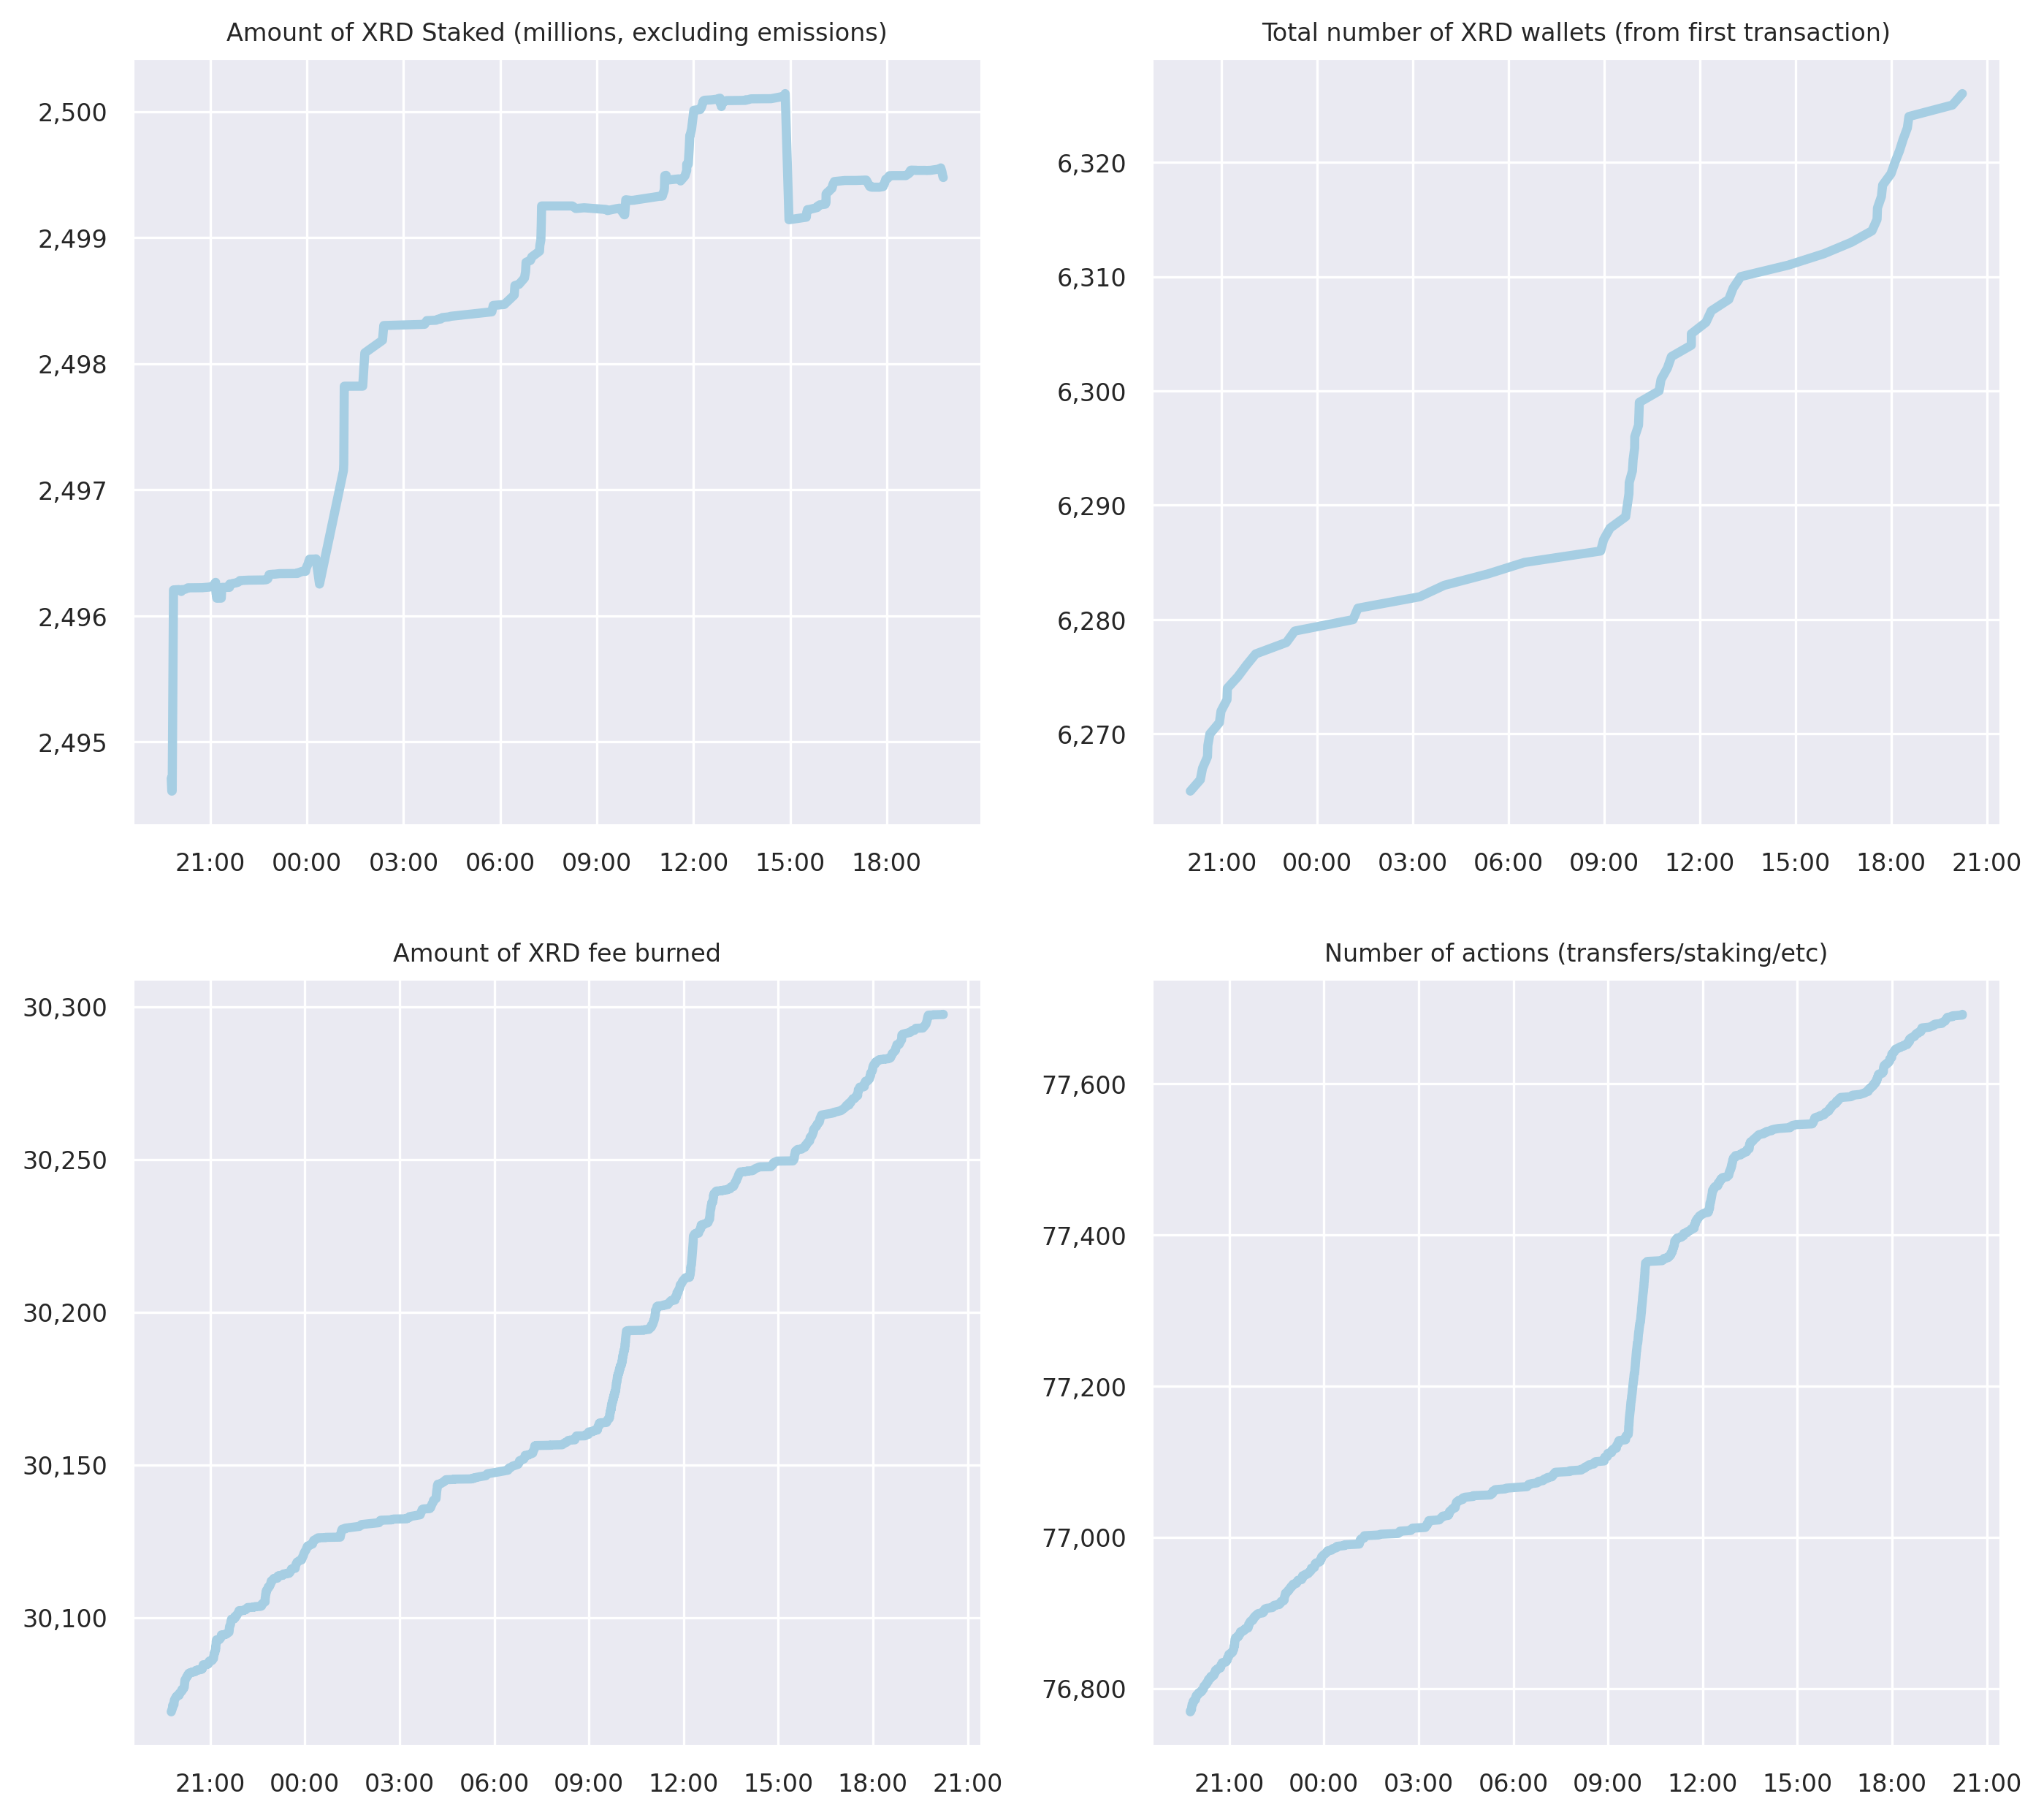 Amount of XRD Staked (millions, excluding emissions)
2,500
2,499
2,498
2,497
2,496
2,495
21:00 00:00 03:00 06:00 09:00 12:00 15:00 18:00
Total number of XRD wallets (from first transaction)
6,320
6,310
6,300
6,290
6,280
6,270
21:00 00:00 03:00 06:00 09:00 12:00 15:00 18:00 21:00
Amount of XRD fee burned
30,300
30,250
30,200
30,150
30,100
21:00 00:00 03:00 06:00 09:00 12:00 15:00 18:00 21:00
Number of actions (transfers/staking/etc)
77,600
77,400
77,200
77,000
76,800
21:00 00:00 03:00 06:00 09:00 12:00 15:00 18:00 21:00